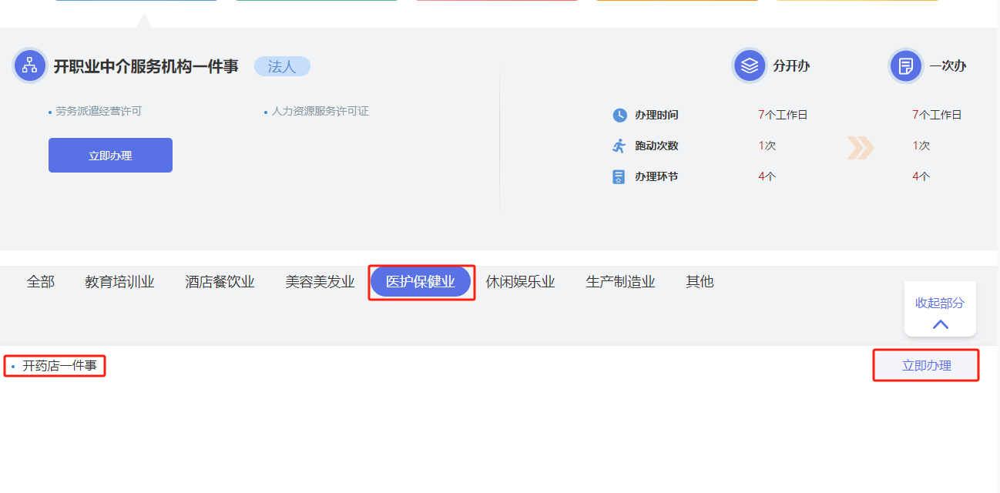 开职业中介服务机构一件事 法人 分开办 一次办
劳务派遣经营许可 人力资源服务许可证 办理时间 7个工作日 7个工作日
立即办理 跑动次数 1次 1次
办理环节 4个 4个
全部 教育培训业 酒店餐饮业 美容美发业 医护保健业 休闲娱乐业 生产制造业 其他
收起部分
开药店一件事 立即办理